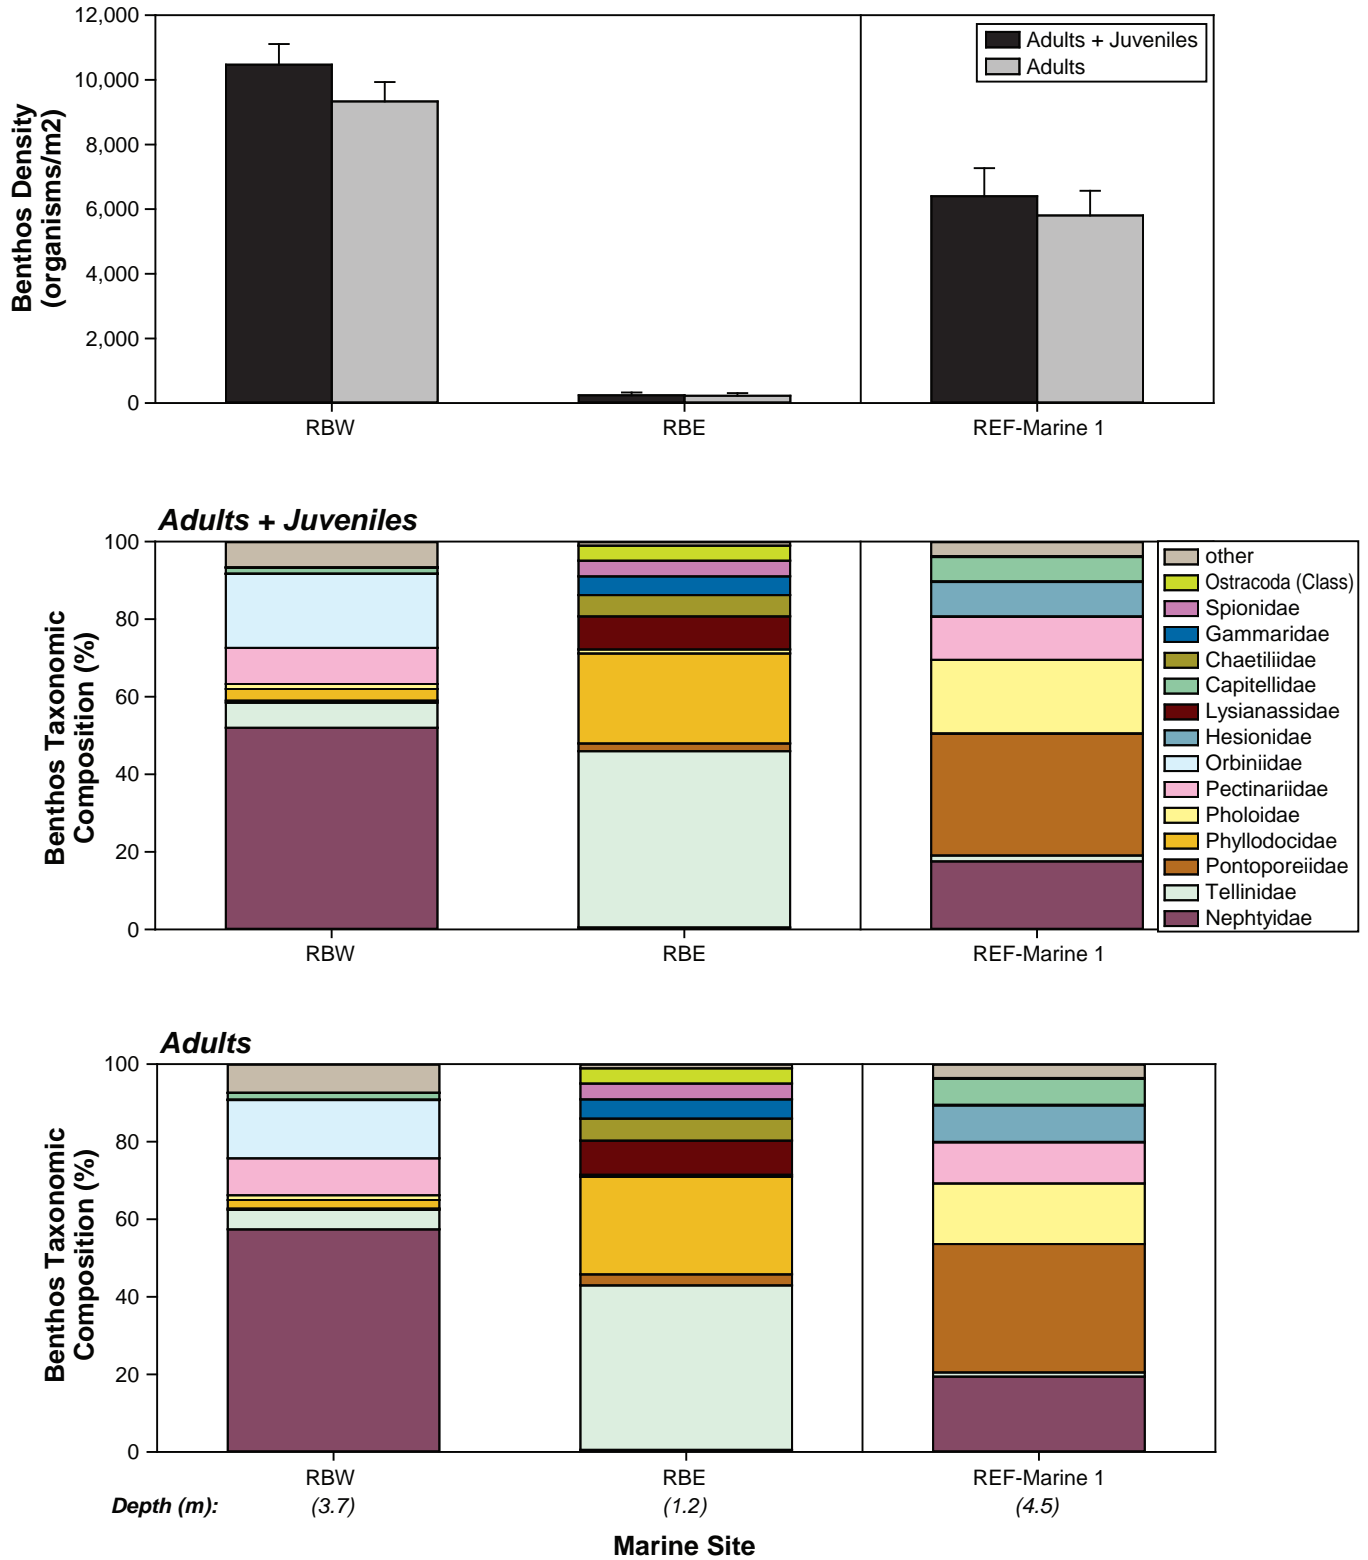 12,000
10,000
8,000
6,000
4,000
2,000
0
Benthos Density
(organisms/m2)
Adults + Juveniles
Adults
RBW
RBE
REF-Marine 1
Adults + Juveniles
100
80
60
40
20
0
Benthos Taxonomic
Composition (%)
other
Ostracoda (Class)
Spionidae
Gammaridae
Chaetiliidae
Capitellidae
Lysianassidae
Hesionidae
Orbiniidae
Pectinariidae
Pholoidae
Phyllodocidae
Pontoporeiidae
Tellinidae
Nephtyidae
RBW
RBE
REF-Marine 1
Adults
100
80
60
40
20
0
Benthos Taxonomic
Composition (%)
RBW
RBE
REF-Marine 1
Depth (m):
(3.7)
(1.2)
(4.5)
Marine Site